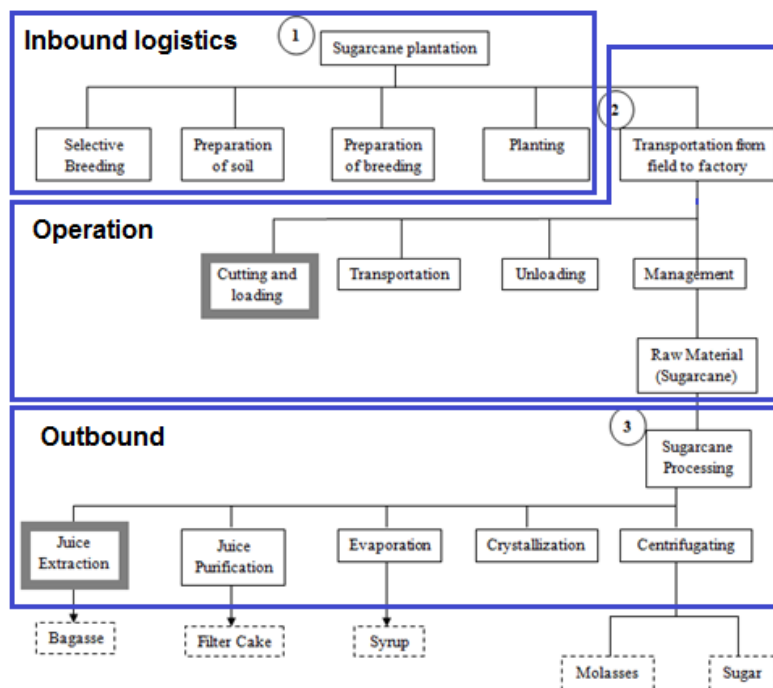 Inbound logistics
1
Sugarcane plantation
Selective
Breeding
Preparation
of soil
Preparation
of breeding
Planting
2
Transportation from
field to factory
Operation
Cutting and
loading
Transportation
Unloading
Management
Raw Material
(Sugarcane)
Outbound
3
Sugarcane
Processing
Juice
Extraction
Juice
Purification
Evaporation
Crystallization
Centrifugating
Bagasse
Filter Cake
Syrup
Molasses
Sugar